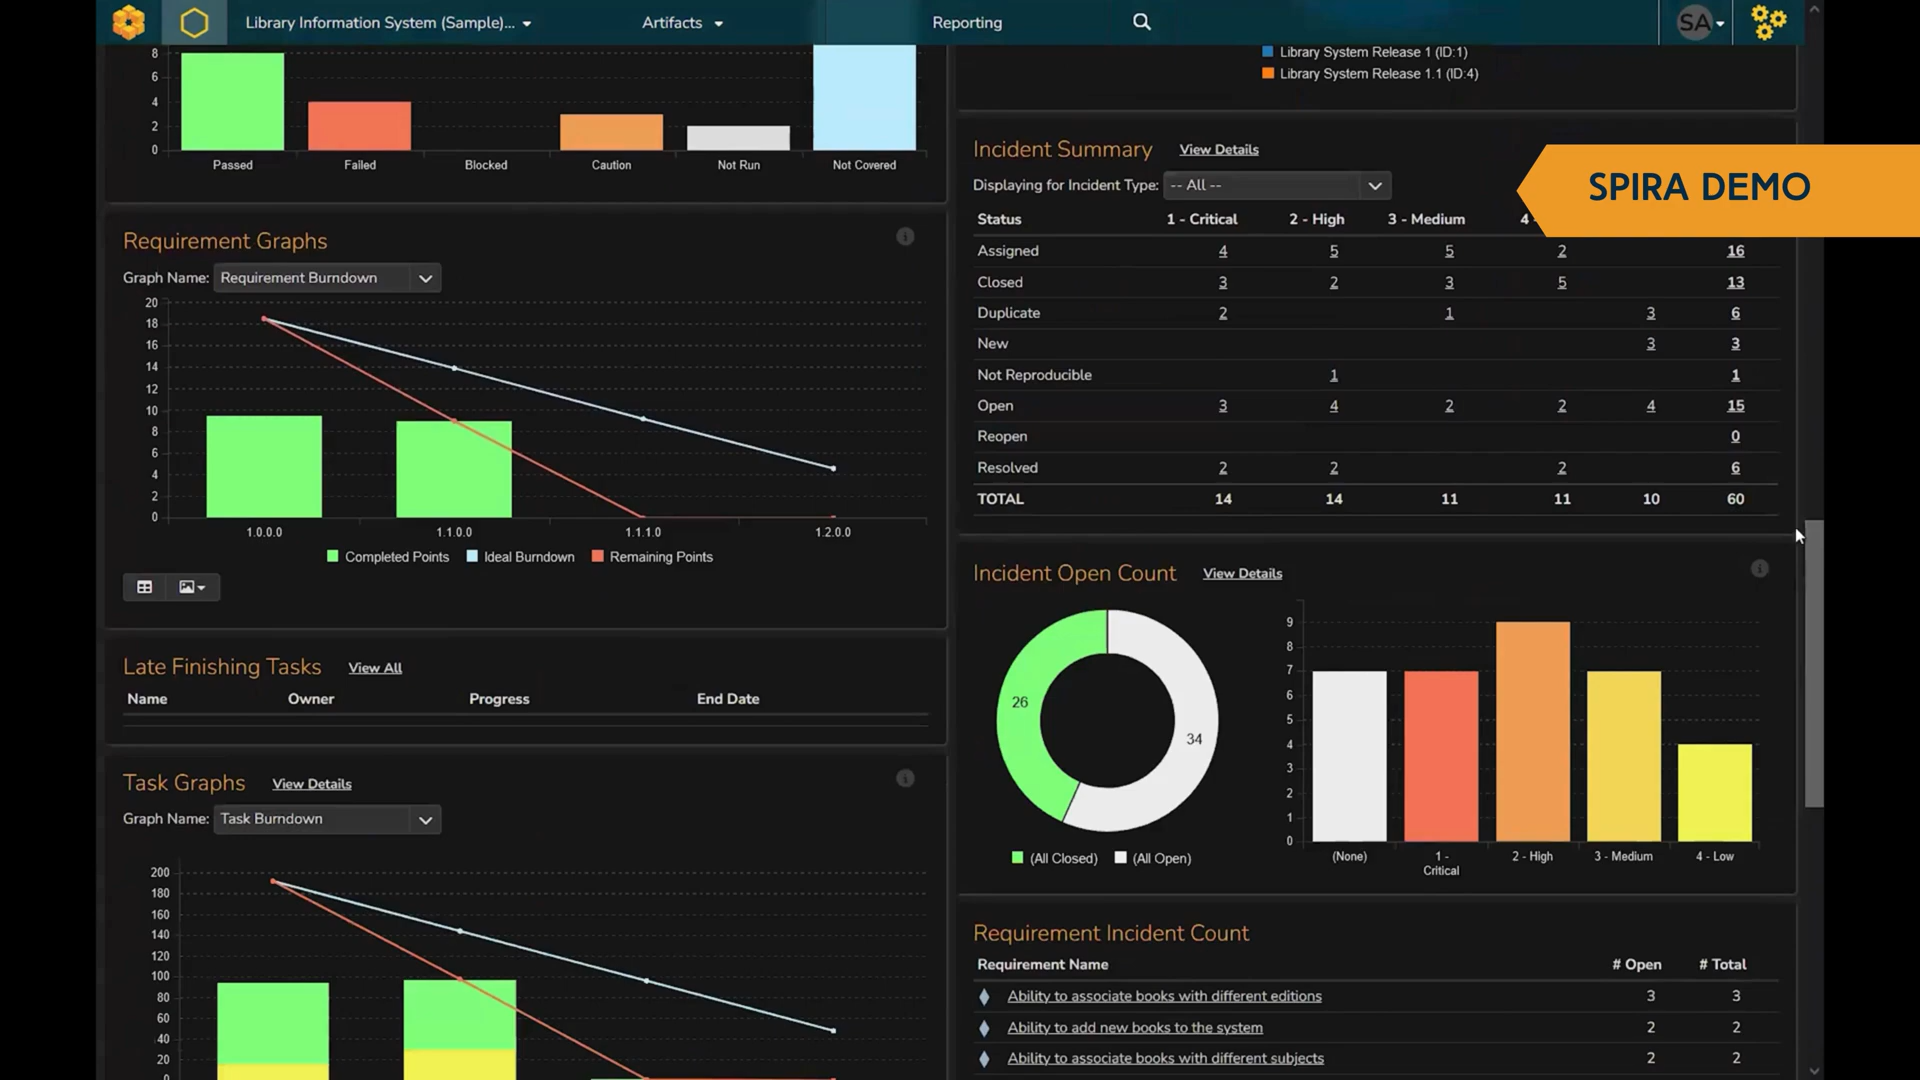 Library Information System (Sample)...
Artifacts
Reporting
SA
8
6
4
2
0
Passed
Failed
Blocked
Caution
Not Run
Not Covered
Library System Release 1 (ID:1)
Library System Release 1.1 (ID:4)
SPIRA DEMO
Requirement Graphs
Graph Name: Requirement Burndown
20
18
16
14
12
10
8
6
4
2
0
1.0.0.0 1.1.0.0 1.1.1.0 1.2.0.0
Completed Points Ideal Burndown Remaining Points
Late Finishing Tasks View All
Name Owner Progress End Date
Task Graphs View Details
Graph Name: Task Burndown
200
180
160
140
120
100
80
60
40
20
0
Incident Summary View Details
Displaying for Incident Type: -- All --
Status 1 - Critical 2 - High 3 - Medium 4
Assigned 4 5 5 2 16
Closed 3 2 3 5 13
Duplicate 2 1 3 6
New 3 3
Not Reproducible 1 1
Open 3 4 2 2 4 15
Reopen 0
Resolved 2 2 2 6
TOTAL 14 14 11 11 10 60
Incident Open Count View Details
26
34
(All Closed) (All Open)
9
8
7
6
5
4
3
2
1
0
(None) 1 - Critical 2 - High 3 - Medium 4 - Low
Requirement Incident Count
Requirement Name # Open # Total
Ability to associate books with different editions 3 3
Ability to add new books to the system 2 2
Ability to associate books with different subjects 2 2